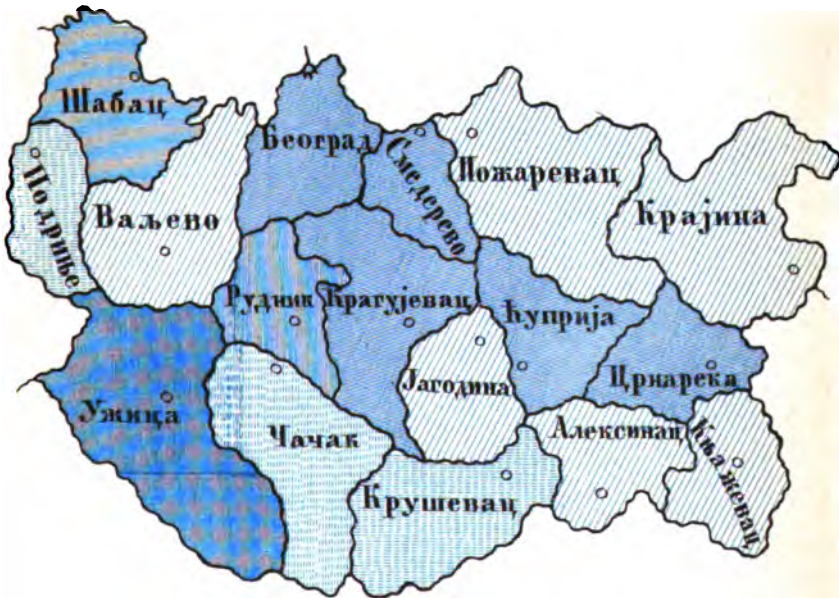 Шабац
Београд
Смедерево
Пожаревац
Подриње
Ваљево
Крајина
Рудник
Крагујевац
Ћуприја
Јагодина
Црнарека
Ужица
Чачак
Алексинац
Књажевац
Крушевац